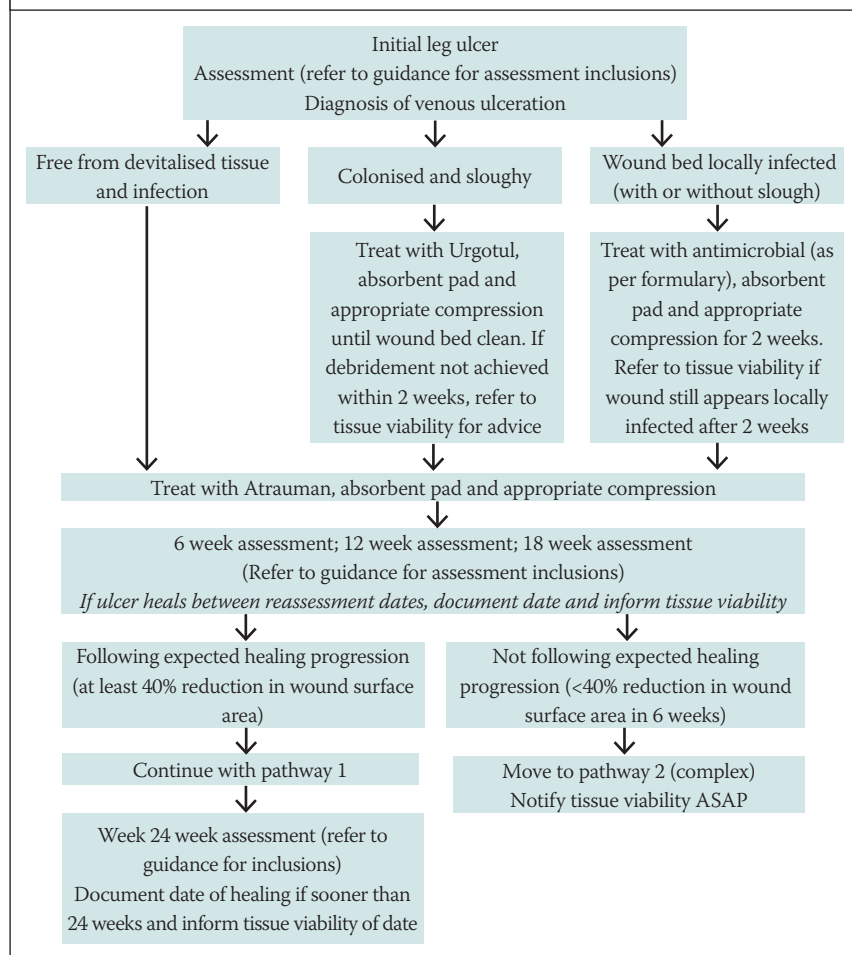 Initial leg ulcer
Assessment (refer to guidance for assessment inclusions)
Diagnosis of venous ulceration
Free from devitalised tissue
and infection
Colonised and sloughy
Wound bed locally infected
(with or without slough)
Treat with Urgotul,
absorbent pad and
appropriate compression
until wound bed clean. If
debridement not achieved
within 2 weeks, refer to
tissue viability for advice
Treat with antimicrobial (as
per formulary), absorbent
pad and appropriate
compression for 2 weeks.
Refer to tissue viability if
wound still appears locally
infected after 2 weeks
Treat with Atrauman, absorbent pad and appropriate compression
6 week assessment; 12 week assessment; 18 week assessment
(Refer to guidance for assessment inclusions)
If ulcer heals between reassessment dates, document date and inform tissue viability
Following expected healing progression
(at least 40% reduction in wound surface
area)
Not following expected healing
progression (<40% reduction in wound
surface area in 6 weeks)
Continue with pathway 1
Move to pathway 2 (complex)
Notify tissue viability ASAP
Week 24 week assessment (refer to
guidance for inclusions)
Document date of healing if sooner than
24 weeks and inform tissue viability of date